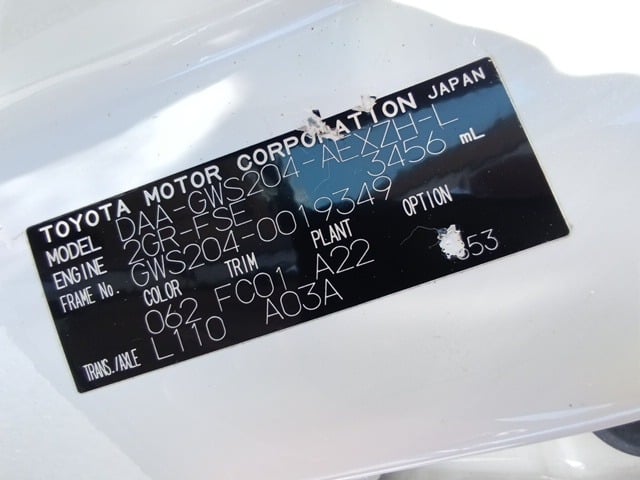 TOYOTA MOTOR CORPORATION JAPAN
MODEL DAA-GWS204-AEXZH-L
ENGINE 2GR-FSE 3456 mL
FRAME No. GWS204-0019349
COLOR TRIM PLANT OPTION
062 FC01 A22 653
TRANS./AXLE L110 A03A